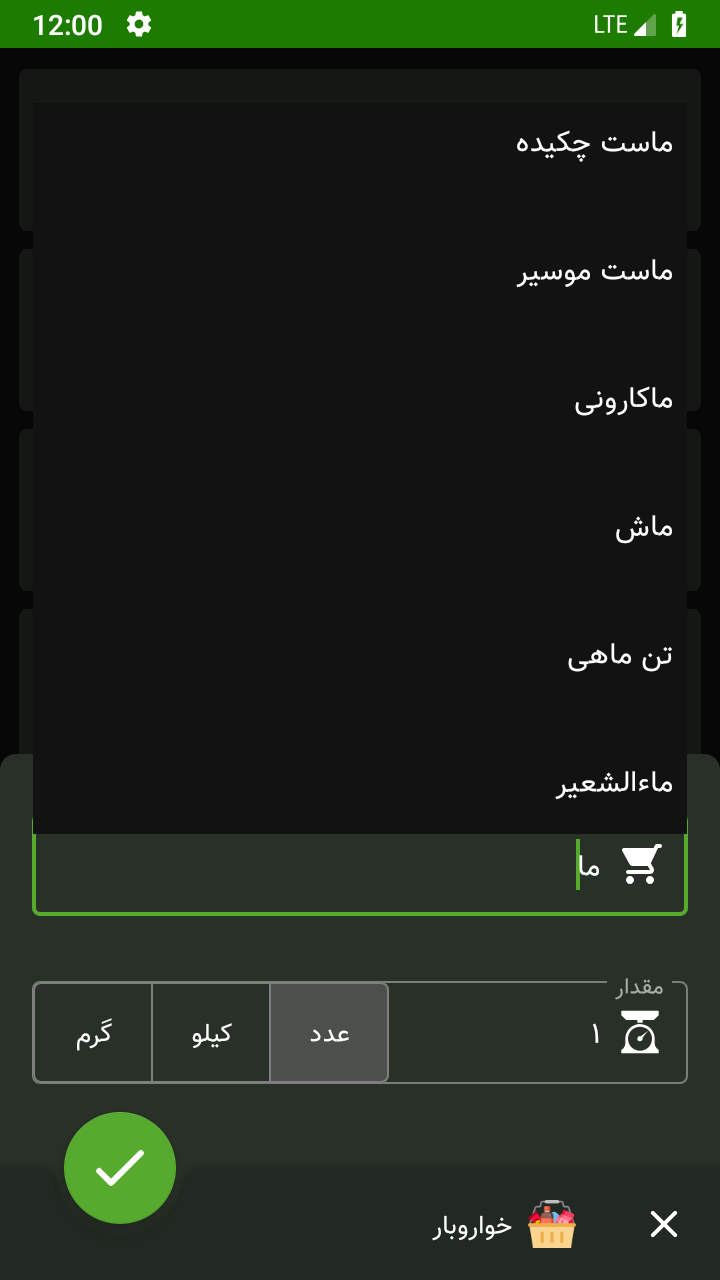 12:00 LTE
ماست چکیده
ماست موسیر
ماکارونی
ماش
تن ماهی
ماءالشعیر
ما
مقدار
۱
عدد کیلو گرم
خواروبار